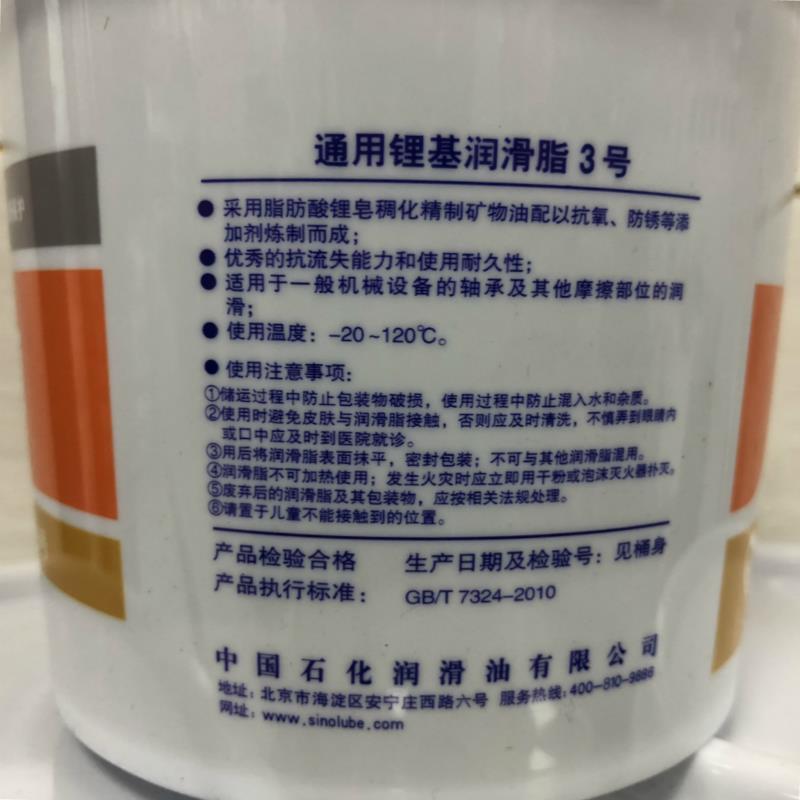 通用锂基润滑脂 3 号
● 采用脂肪酸锂皂稠化精制矿物油配以抗氧、防锈等添
加剂炼制而成；
● 优秀的抗流失能力和使用耐久性；
● 适用于一般机械设备的轴承及其他摩擦部位的润
滑；
● 使用温度：-20~120℃。
● 使用注意事项：
①储运过程中防止包装物破损，使用过程中防止混入水和杂质。
②使用时避免皮肤与润滑脂接触，否则应及时清洗，不慎弄到眼睛内
或口中应及时到医院就诊。
③用后将润滑脂表面抹平，密封包装；不可与其他润滑脂混用。
④润滑脂不可加热使用；发生火灾时应立即用干粉或泡沫灭火器补灭。
⑤废弃后的润滑脂及其包装物，应按相关法规处理。
⑥请置于儿童不能接触到的位置。
产品检验合格 生产日期及检验号：见桶身
产品执行标准： GB/T 7324-2010
中国石化润滑油有限公司
地址：北京市海淀区安宁庄西路六号 服务热线：400-810-9886
网址：www.sinolube.com